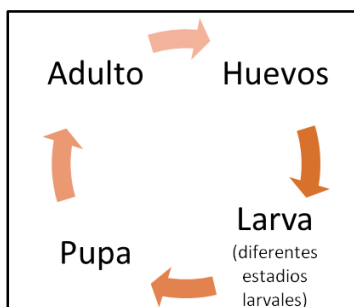 Adulto
Huevos
Larva
(diferentes
estadios
larvales)
Pupa